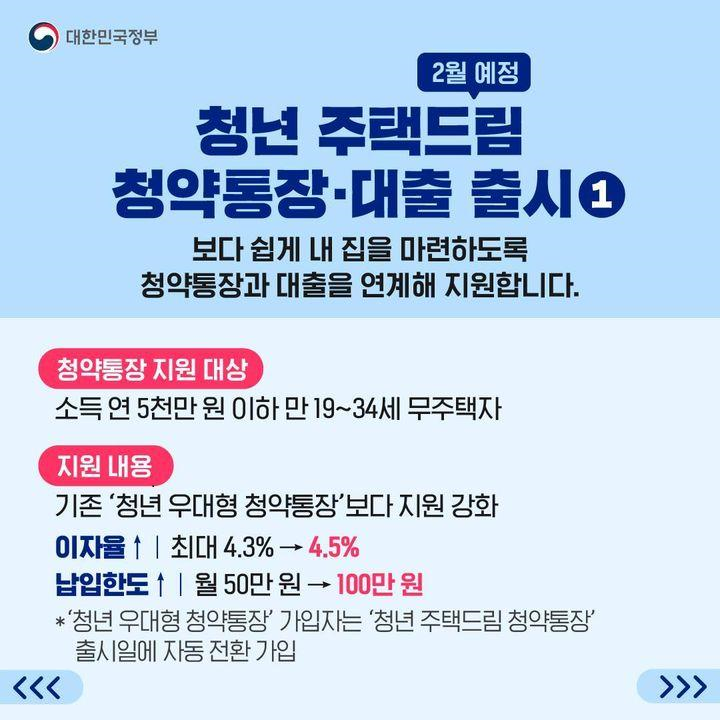 대한민국정부
2월 예정
청년 주택드림
청약통장·대출 출시❶
보다 쉽게 내 집을 마련하도록
청약통장과 대출을 연계해 지원합니다.
청약통장 지원 대상
소득 연 5천만 원 이하 만 19~34세 무주택자
지원 내용
기존 ‘청년 우대형 청약통장’보다 지원 강화
이자율↑ | 최대 4.3% → 4.5%
납입한도↑ | 월 50만 원 → 100만 원
*‘청년 우대형 청약통장’ 가입자는 ‘청년 주택드림 청약통장’
출시일에 자동 전환 가입
<<< >>>